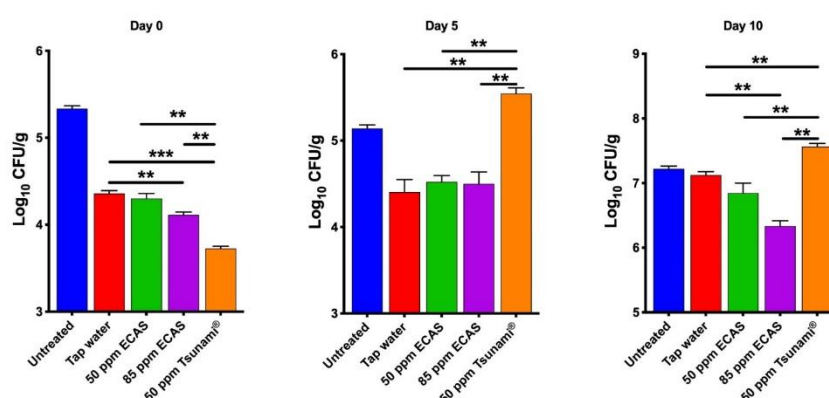 Day 0
Log10 CFU/g
6
5
4
3
**
**
***
**
Untreated
Tap water
50 ppm ECAS
85 ppm ECAS
50 ppm Tsunami®
Day 5
Log10 CFU/g
6
5
4
3
**
**
**
Untreated
Tap water
50 ppm ECAS
85 ppm ECAS
50 ppm Tsunami®
Day 10
Log10 CFU/g
9
8
7
6
5
**
**
**
**
Untreated
Tap water
50 ppm ECAS
85 ppm ECAS
50 ppm Tsunami®